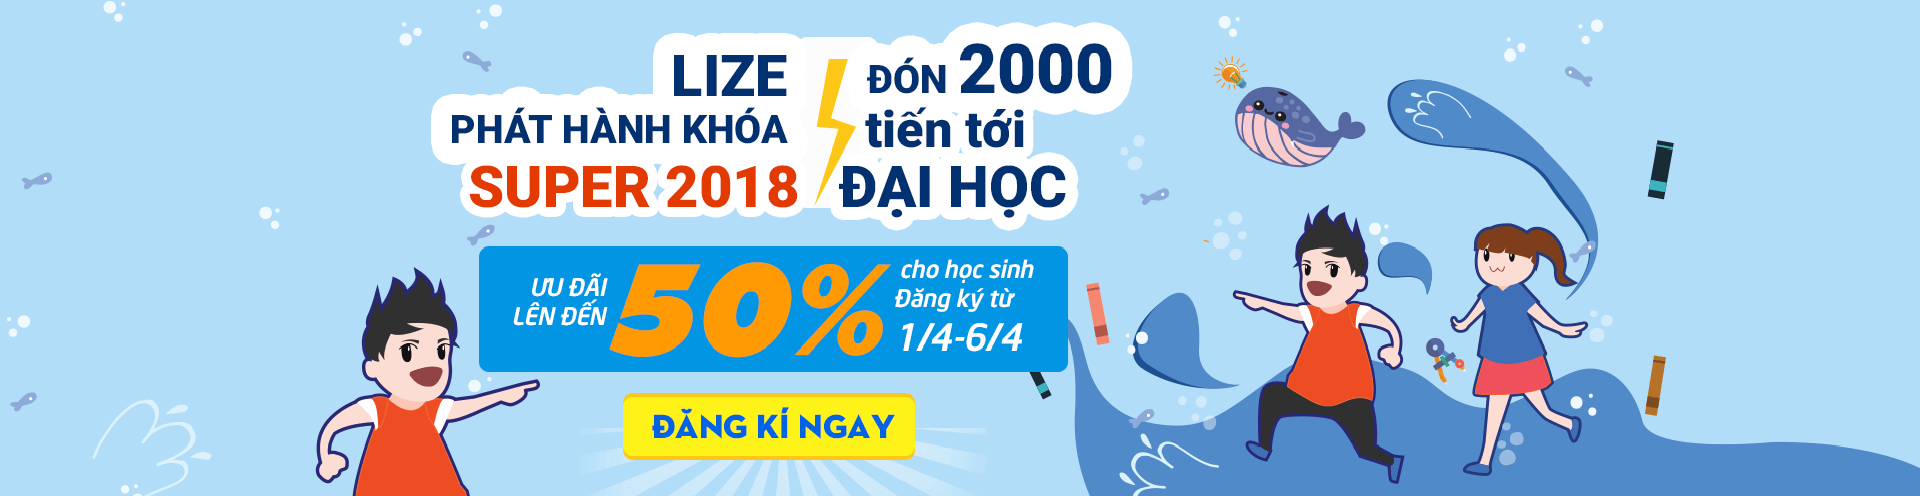 LIZE
PHÁT HÀNH KHÓA
SUPER 2018
ĐÓN 2000
tiến tới
ĐẠI HỌC
ƯU ĐÃI
LÊN ĐẾN
50%
cho học sinh
Đăng ký từ
1/4-6/4
ĐĂNG KÍ NGAY